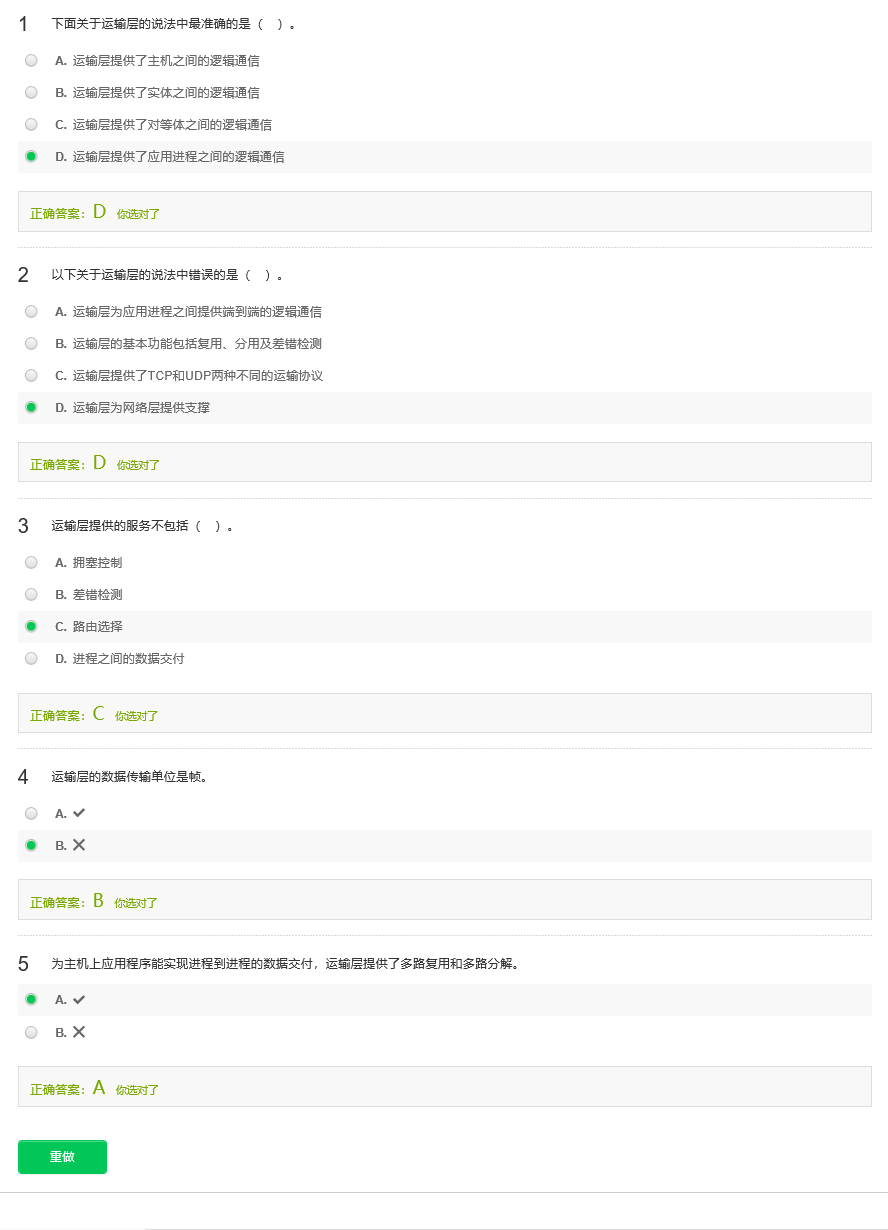 1 下面关于运输层的说法中最准确的是（ ）。
A. 运输层提供了主机之间的逻辑通信
B. 运输层提供了实体之间的逻辑通信
C. 运输层提供了对等体之间的逻辑通信
D. 运输层提供了应用进程之间的逻辑通信
正确答案：D 你选对了
2 以下关于运输层的说法中错误的是（ ）。
A. 运输层为应用进程之间提供端到端的逻辑通信
B. 运输层的基本功能包括复用、分用及差错检测
C. 运输层提供了TCP和UDP两种不同的运输协议
D. 运输层为网络层提供支撑
正确答案：D 你选对了
3 运输层提供的服务不包括（ ）。
A. 拥塞控制
B. 差错检测
C. 路由选择
D. 进程之间的数据交付
正确答案：C 你选对了
4 运输层的数据传输单位是帧。
A. ✔
B. ✕
正确答案：B 你选对了
5 为主机上应用程序能实现进程到进程的数据交付，运输层提供了多路复用和多路分解。
A. ✔
B. ✕
正确答案：A 你选对了
重做